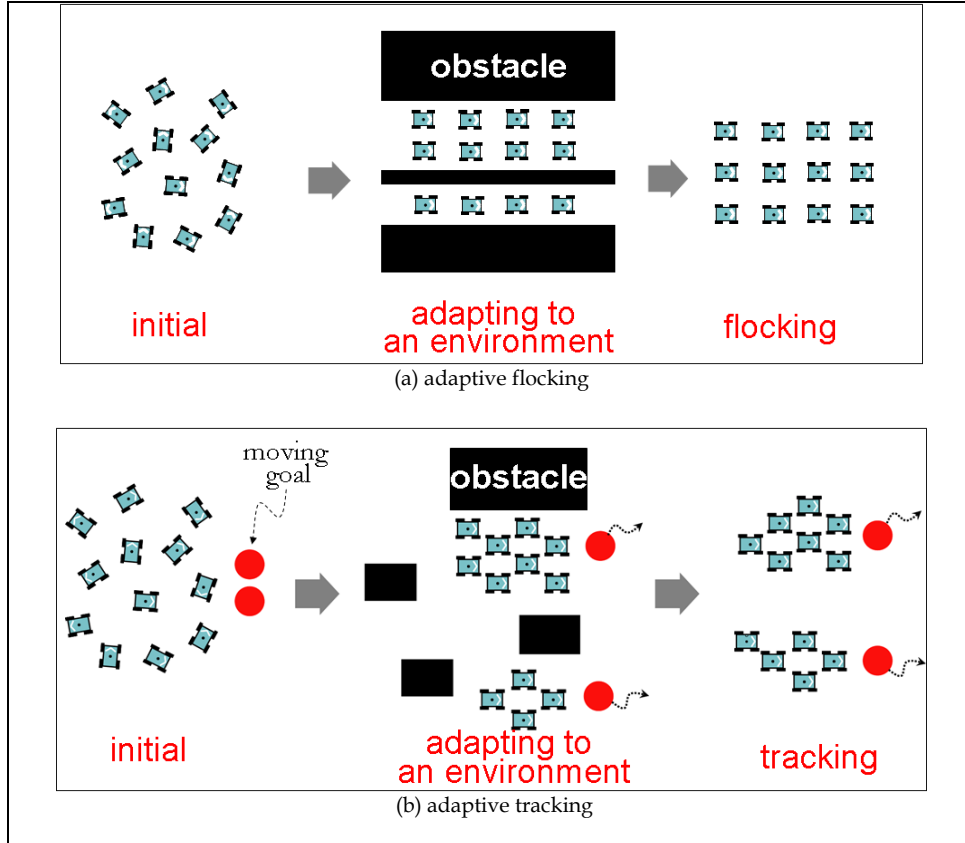 obstacle
initial
adapting to
an environment
flocking
(a) adaptive flocking
moving
goal
obstacle
initial
adapting to
an environment
tracking
(b) adaptive tracking